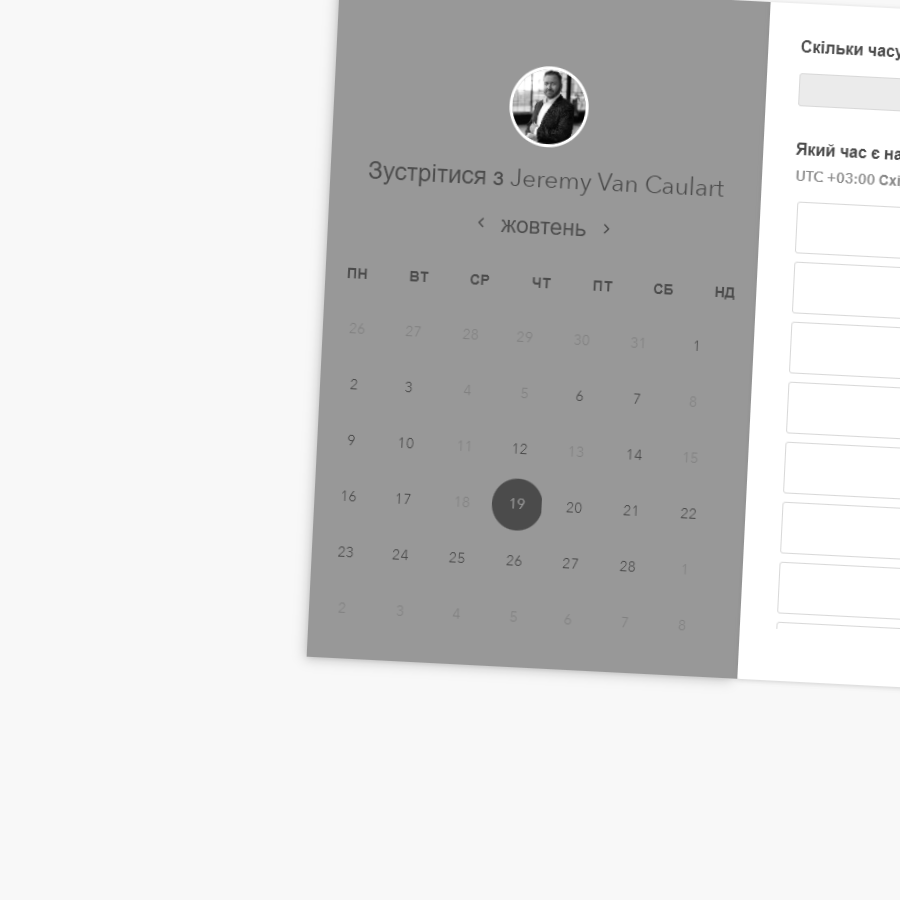 Зустрітися з Jeremy Van Caulart
‹ жовтень ›
ПН ВТ СР ЧТ ПТ СБ НД
26 27 28 29 30 31 1
2 3 4 5 6 7 8
9 10 11 12 13 14 15
16 17 18 19 20 21 22
23 24 25 26 27 28 1
2 3 4 5 6 7 8
Скільки часу
Який час є на
UTC +03:00 Схі